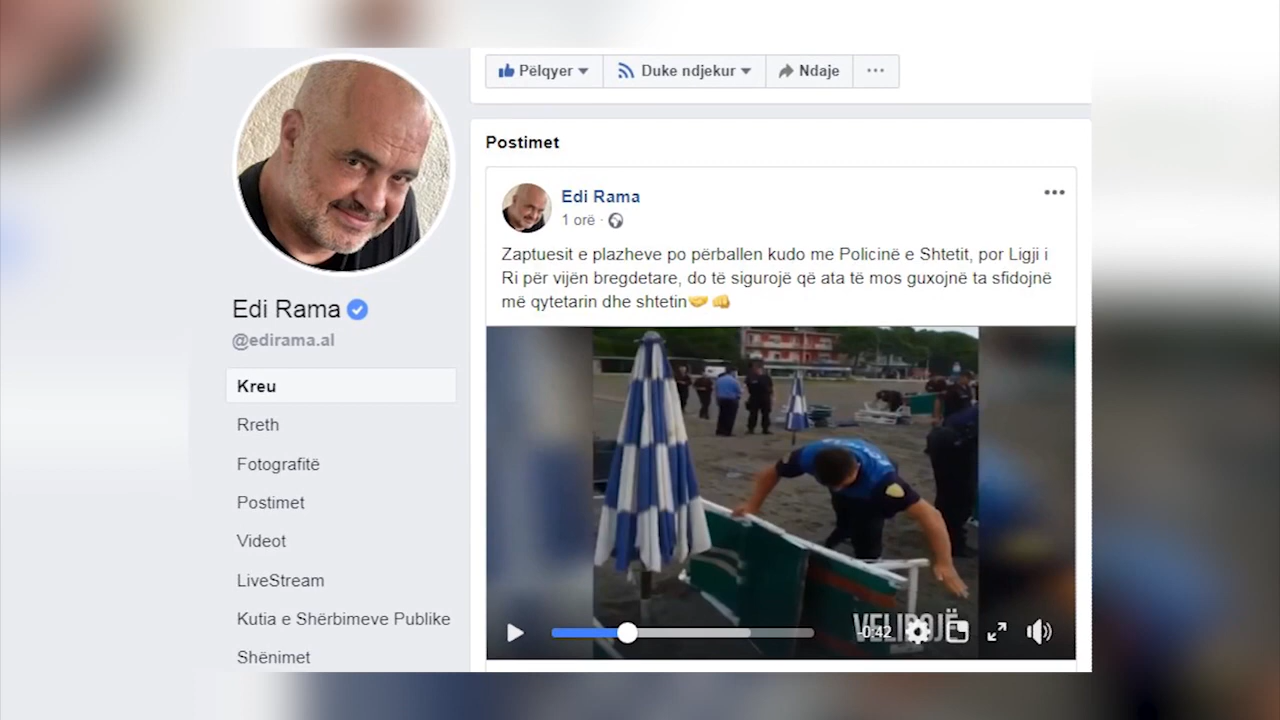 Pëlqyer
Duke ndjekur
Ndaje
Postimet
Edi Rama
1 orë
Zaptuesit e plazheve po përballen kudo me Policinë e Shtetit, por Ligji i
Ri për vijën bregdetare, do të sigurojë që ata të mos guxojnë ta sfidojnë
më qytetarin dhe shtetin🤝 👊
Edi Rama
@edirama.al
Kreu
Rreth
Fotografitë
Postimet
Videot
LiveStream
Kutia e Shërbimeve Publike
Shënimet
VELIPOJË
-0:42